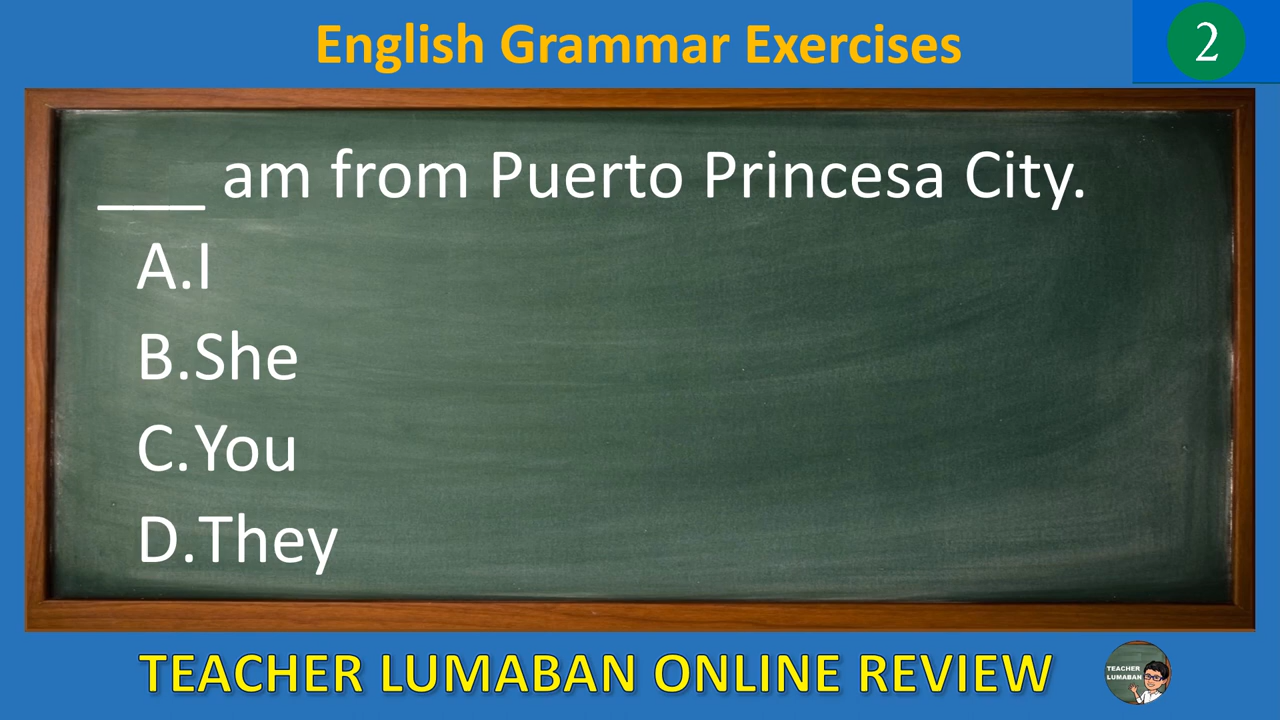 English Grammar Exercises
2
___ am from Puerto Princesa City.
A.I
B.She
C.You
D.They
TEACHER LUMABAN ONLINE REVIEW
TEACHER
LUMABAN